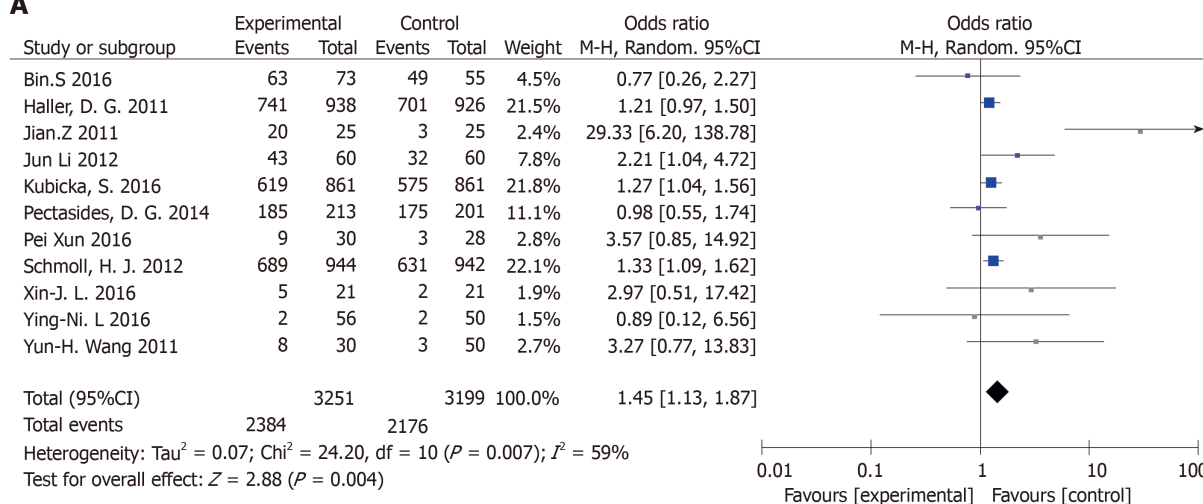 A
Experimental Control Odds ratio Odds ratio
Study or subgroup Events Total Events Total Weight M-H, Random. 95%CI M-H, Random. 95%CI
Bin.S 2016 63 73 49 55 4.5% 0.77 [0.26, 2.27]
Haller, D. G. 2011 741 938 701 926 21.5% 1.21 [0.97, 1.50]
Jian.Z 2011 20 25 3 25 2.4% 29.33 [6.20, 138.78]
Jun Li 2012 43 60 32 60 7.8% 2.21 [1.04, 4.72]
Kubicka, S. 2016 619 861 575 861 21.8% 1.27 [1.04, 1.56]
Pectasides, D. G. 2014 185 213 175 201 11.1% 0.98 [0.55, 1.74]
Pei Xun 2016 9 30 3 28 2.8% 3.57 [0.85, 14.92]
Schmoll, H. J. 2012 689 944 631 942 22.1% 1.33 [1.09, 1.62]
Xin-J. L. 2016 5 21 2 21 1.9% 2.97 [0.51, 17.42]
Ying-Ni. L 2016 2 56 2 50 1.5% 0.89 [0.12, 6.56]
Yun-H. Wang 2011 8 30 3 50 2.7% 3.27 [0.77, 13.83]
Total (95%CI) 3251 3199 100.0% 1.45 [1.13, 1.87]
Total events 2384 2176
Heterogeneity: Tau² = 0.07; Chi² = 24.20, df = 10 (P = 0.007); I² = 59%
Test for overall effect: Z = 2.88 (P = 0.004)
0.01 0.1 1 10 100
Favours [experimental] Favours [control]